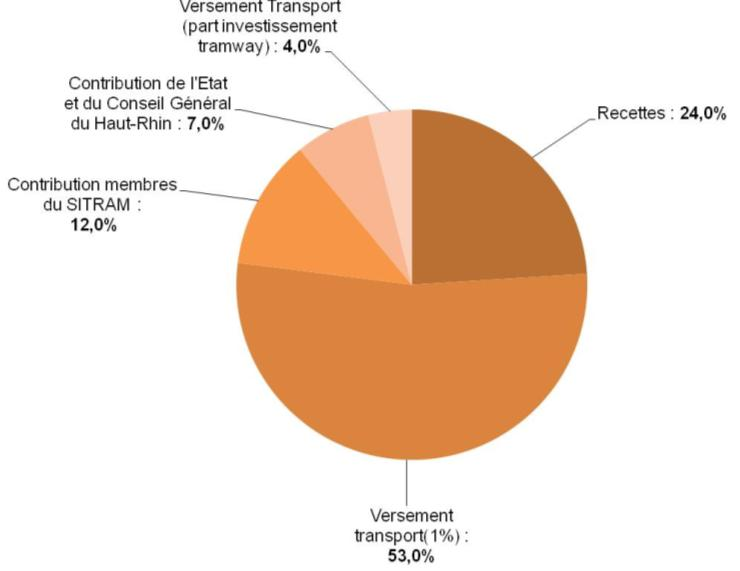 Versement Transport
(part investissement
tramway) : 4,0%
Contribution de l'Etat
et du Conseil Général
du Haut-Rhin : 7,0%
Recettes : 24,0%
Contribution membres
du SITRAM :
12,0%
Versement
transport(1%) :
53,0%